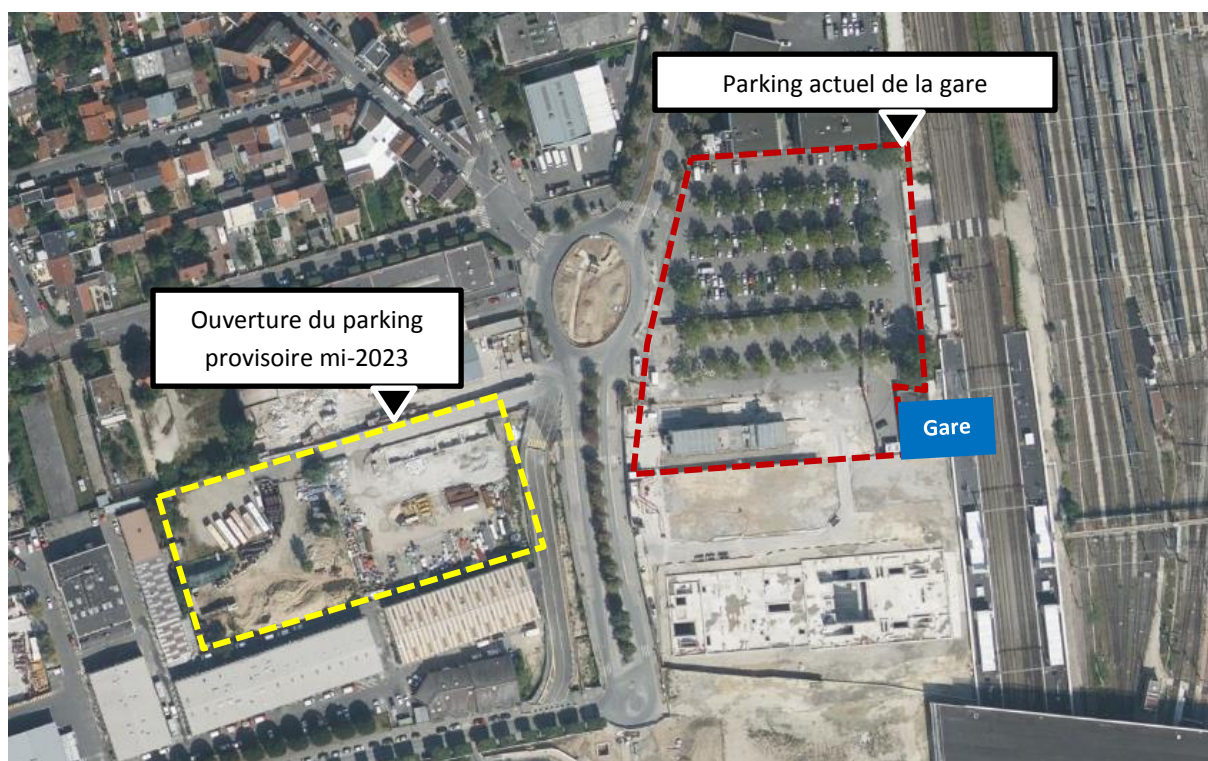 Parking actuel de la gare
Ouverture du parking
provisoire mi-2023
Gare